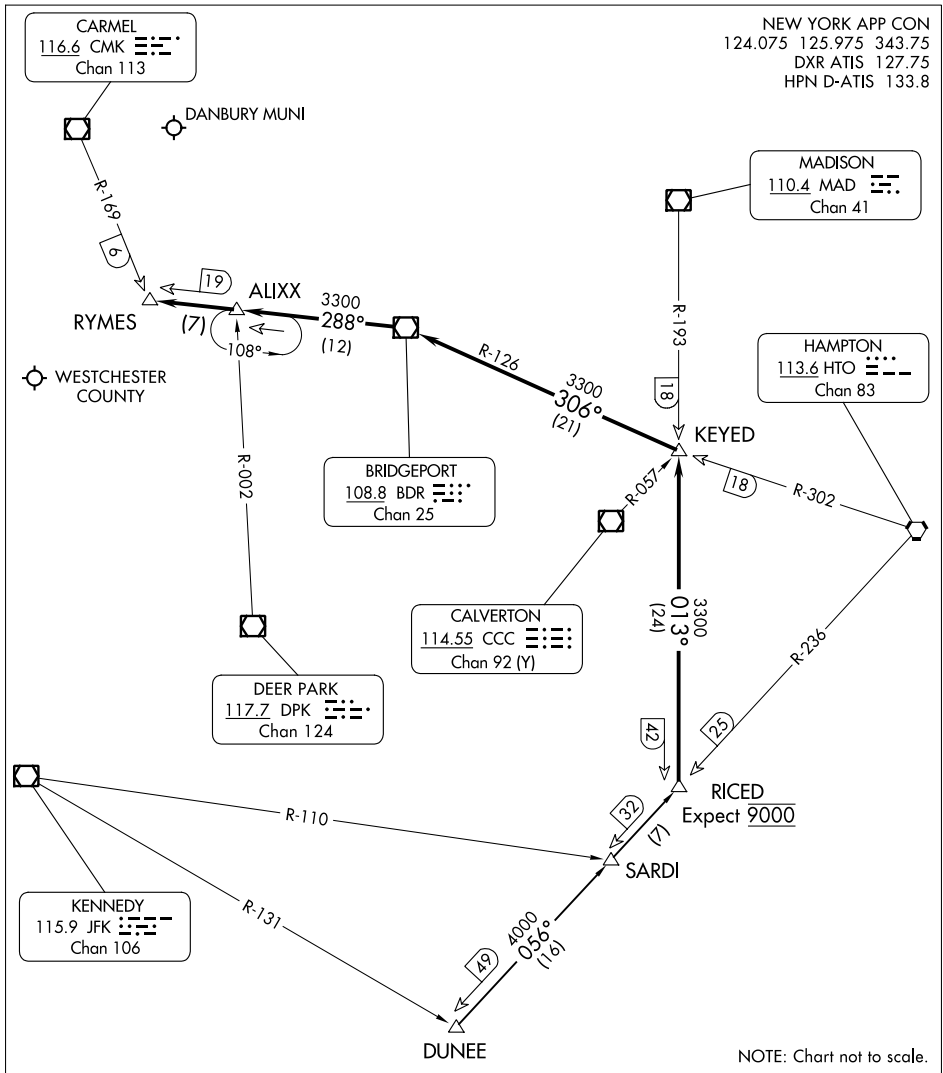 CARMEL
116.6 CMK
Chan 113
NEW YORK APP CON
124.075 125.975 343.75
DXR ATIS 127.75
HPN D-ATIS 133.8
DANBURY MUNI
MADISON
110.4 MAD
Chan 41
R-169
6
19
ALIXX
RYMES
(7)
3300
288°
(12)
108°
R-126
3300
306°
(21)
R-193
18
HAMPTON
113.6 HTO
Chan 83
WESTCHESTER
COUNTY
KEYED
BRIDGEPORT
108.8 BDR
Chan 25
R-057
18
R-302
R-002
CALVERTON
114.55 CCC
Chan 92 (Y)
3300
013°
(24)
R-236
DEER PARK
117.7 DPK
Chan 124
42
25
RICED
Expect 9000
R-110
32
(7)
SARDI
KENNEDY
115.9 JFK
Chan 106
R-131
4000
056°
(16)
49
DUNEE
NOTE: Chart not to scale.